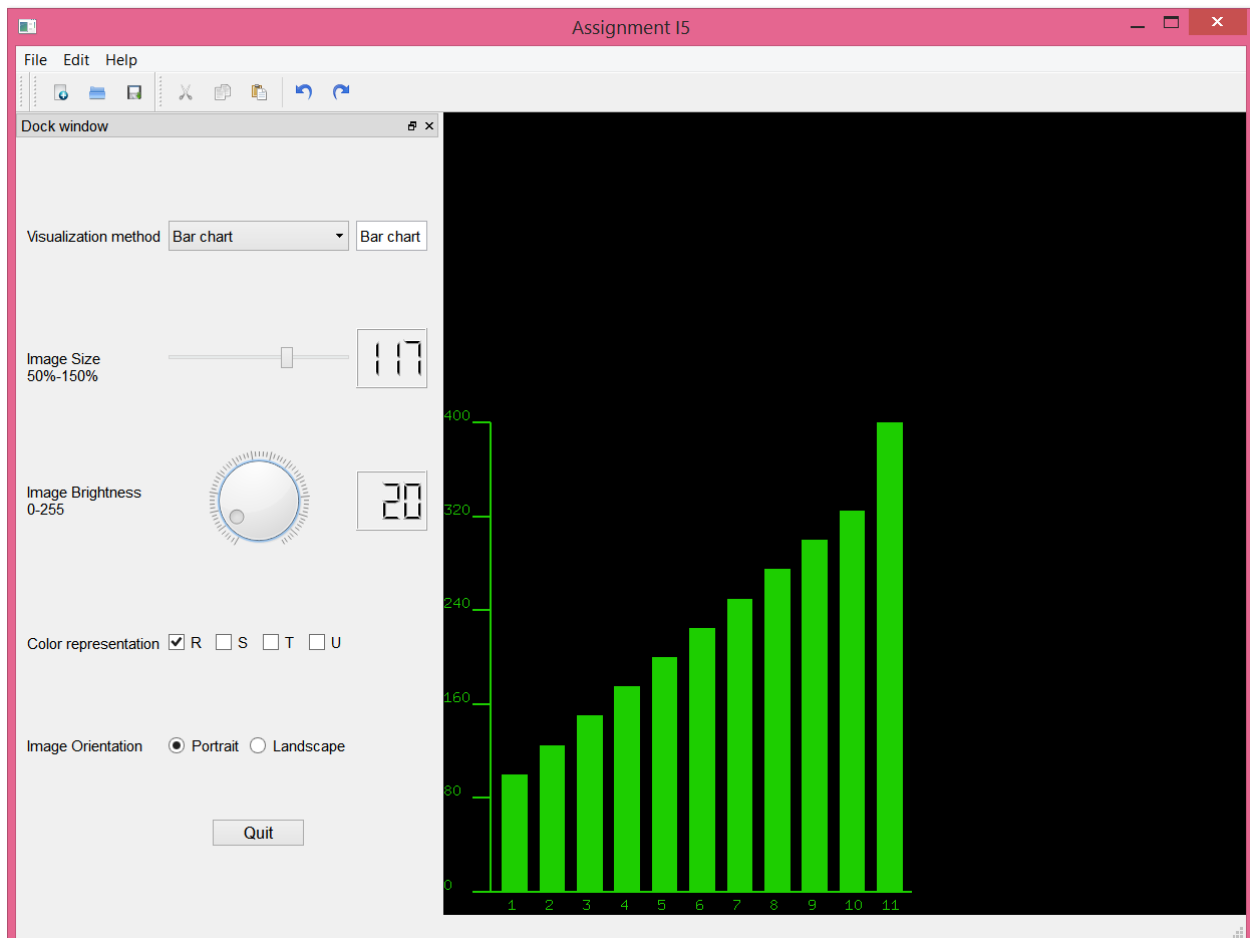 Assignment I5
File Edit Help
Dock window
Visualization method Bar chart Bar chart
Image Size
50%-150%
117
Image Brightness
0-255
20
Color representation R S T U
Image Orientation Portrait Landscape
Quit
400
320
240
160
80
0
1 2 3 4 5 6 7 8 9 10 11